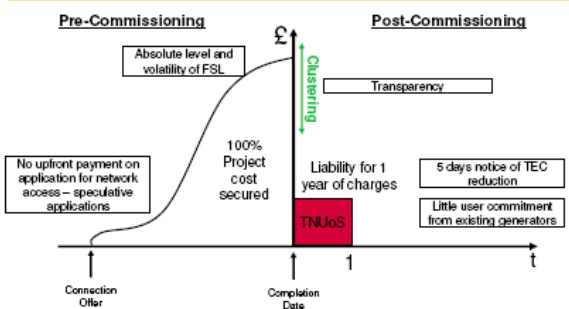 Pre-Commissioning
Post-Commissioning
£
Absolute level and
volatility of FSL
Clustering
Transparency
100%
Project
cost
secured
No upfront payment on
application for network
access – speculative
applications
Liability for 1
year of charges
5 days notice of TEC
reduction
Little user commitment
from existing generators
TNUoS
1
t
Connection
Offer
Completion
Date